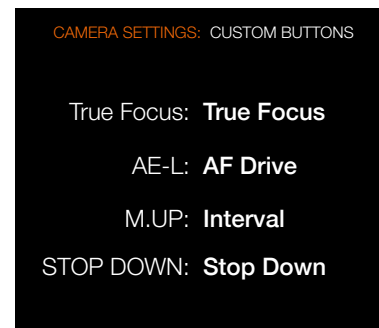 CAMERA SETTINGS: CUSTOM BUTTONS
True Focus: True Focus
AE-L: AF Drive
M.UP: Interval
STOP DOWN: Stop Down